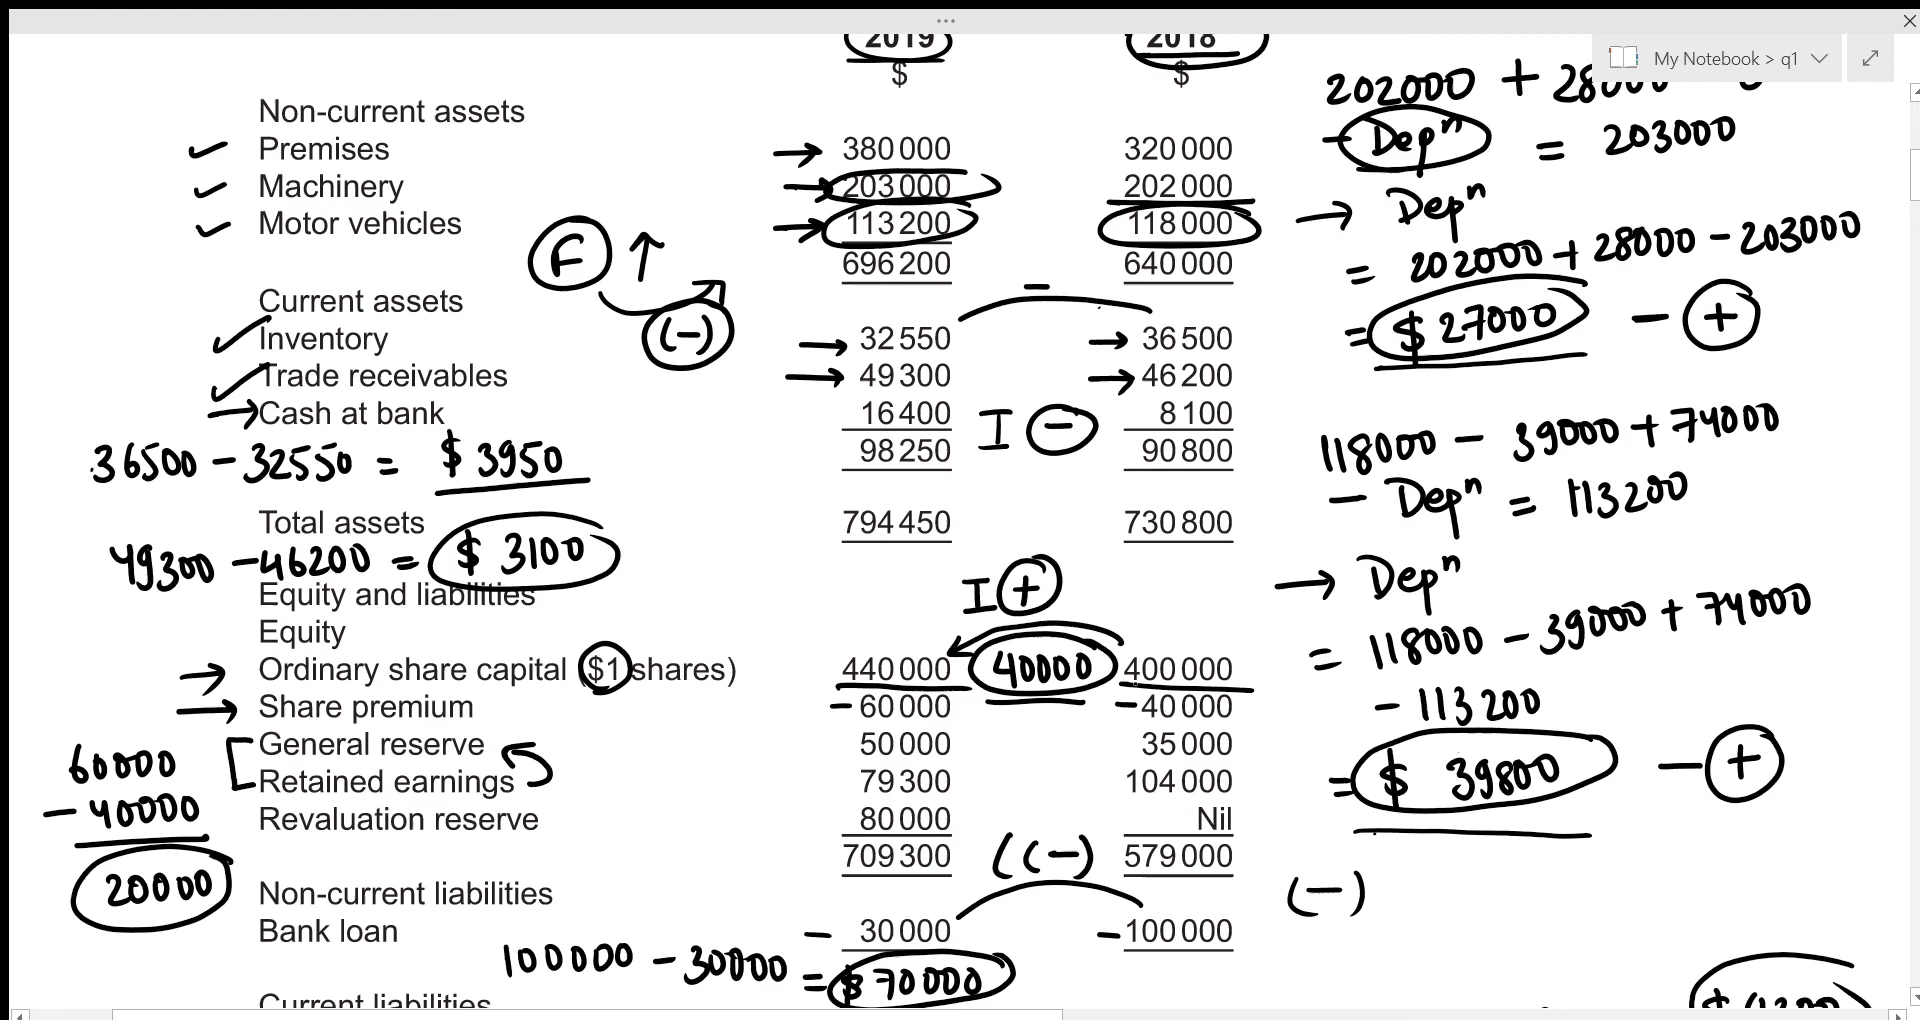 My Notebook > q1
2019 2018
$ $
Non-current assets
Premises 380 000 320 000
Machinery 203 000 202 000
Motor vehicles 113 200 118 000
696 200 640 000
Current assets
Inventory 32 550 36 500
Trade receivables 49 300 46 200
Cash at bank 16 400 8 100
98 250 90 800
Total assets 794 450 730 800
Equity and liabilities
Equity
Ordinary share capital ($1 shares) 440 000 400 000
Share premium 60 000 40 000
General reserve 50 000 35 000
Retained earnings 79 300 104 000
Revaluation reserve 80 000 Nil
709 300 579 000
Non-current liabilities
Bank loan 30 000 100 000
Current liabilities
F
(-)
-
I -
36500 - 32550 = $ 3950
49300 - 46200 = $ 3100
I +
40000
60000
- 40000
20000
((-)
100000 - 30000 = $ 70000
202000 +
- Depⁿ = 203000
→ Depⁿ
= 202000 + 28000 - 203000
= $ 27000 - +
118000 - 39000 + 74000
- Depⁿ = 113200
→ Depⁿ
= 118000 - 39000 + 74000
- 113200
= $ 39800 - +
(-)